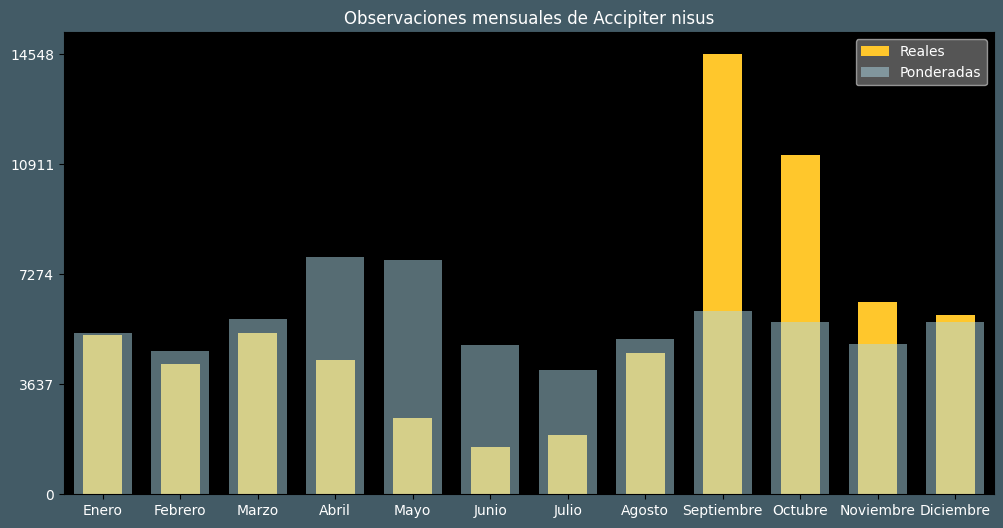 Observaciones mensuales de Accipiter nisus
Reales
Ponderadas
14548
10911
7274
3637
0
Enero Febrero Marzo Abril Mayo Junio Julio Agosto Septiembre Octubre Noviembre Diciembre